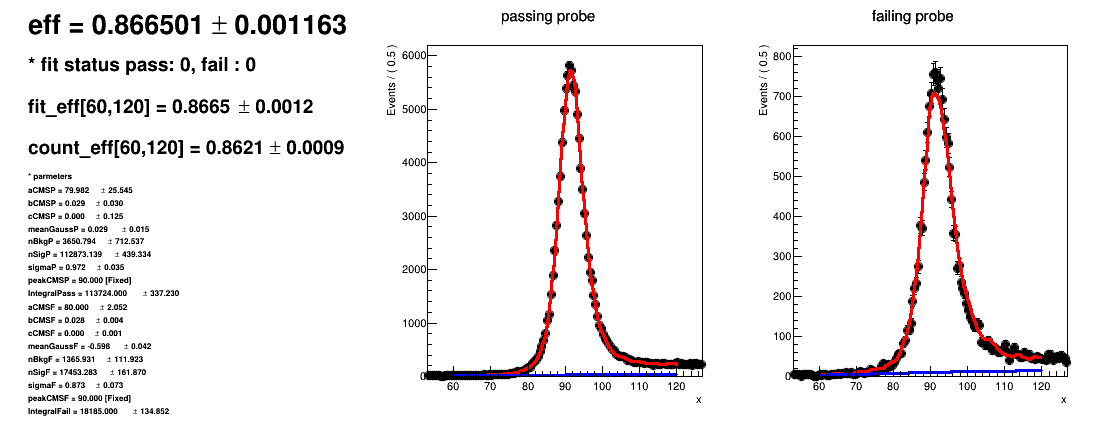 eff = 0.866501 ± 0.001163
* fit status pass: 0, fail : 0
fit_eff[60,120] = 0.8665 ± 0.0012
count_eff[60,120] = 0.8621 ± 0.0009
* parmeters
aCMSP = 79.982 ± 25.545
bCMSP = 0.029 ± 0.030
cCMSP = 0.000 ± 0.125
meanGaussP = 0.029 ± 0.015
nBkgP = 3650.794 ± 712.537
nSigP = 112873.139 ± 439.334
sigmaP = 0.972 ± 0.035
peakCMSP = 90.000 [Fixed]
IntegralPass = 113724.000 ± 337.230
aCMSF = 80.000 ± 2.052
bCMSF = 0.028 ± 0.004
cCMSF = 0.000 ± 0.001
meanGaussF = -0.598 ± 0.042
nBkgF = 1365.931 ± 111.923
nSigF = 17453.283 ± 161.870
sigmaF = 0.873 ± 0.073
peakCMSF = 90.000 [Fixed]
IntegralFail = 18185.000 ± 134.852
passing probe
Events / ( 0.5 )
6000
5000
4000
3000
2000
1000
0
60 70 80 90 100 110 120
x
failing probe
Events / ( 0.5 )
800
700
600
500
400
300
200
100
0
60 70 80 90 100 110 120
x